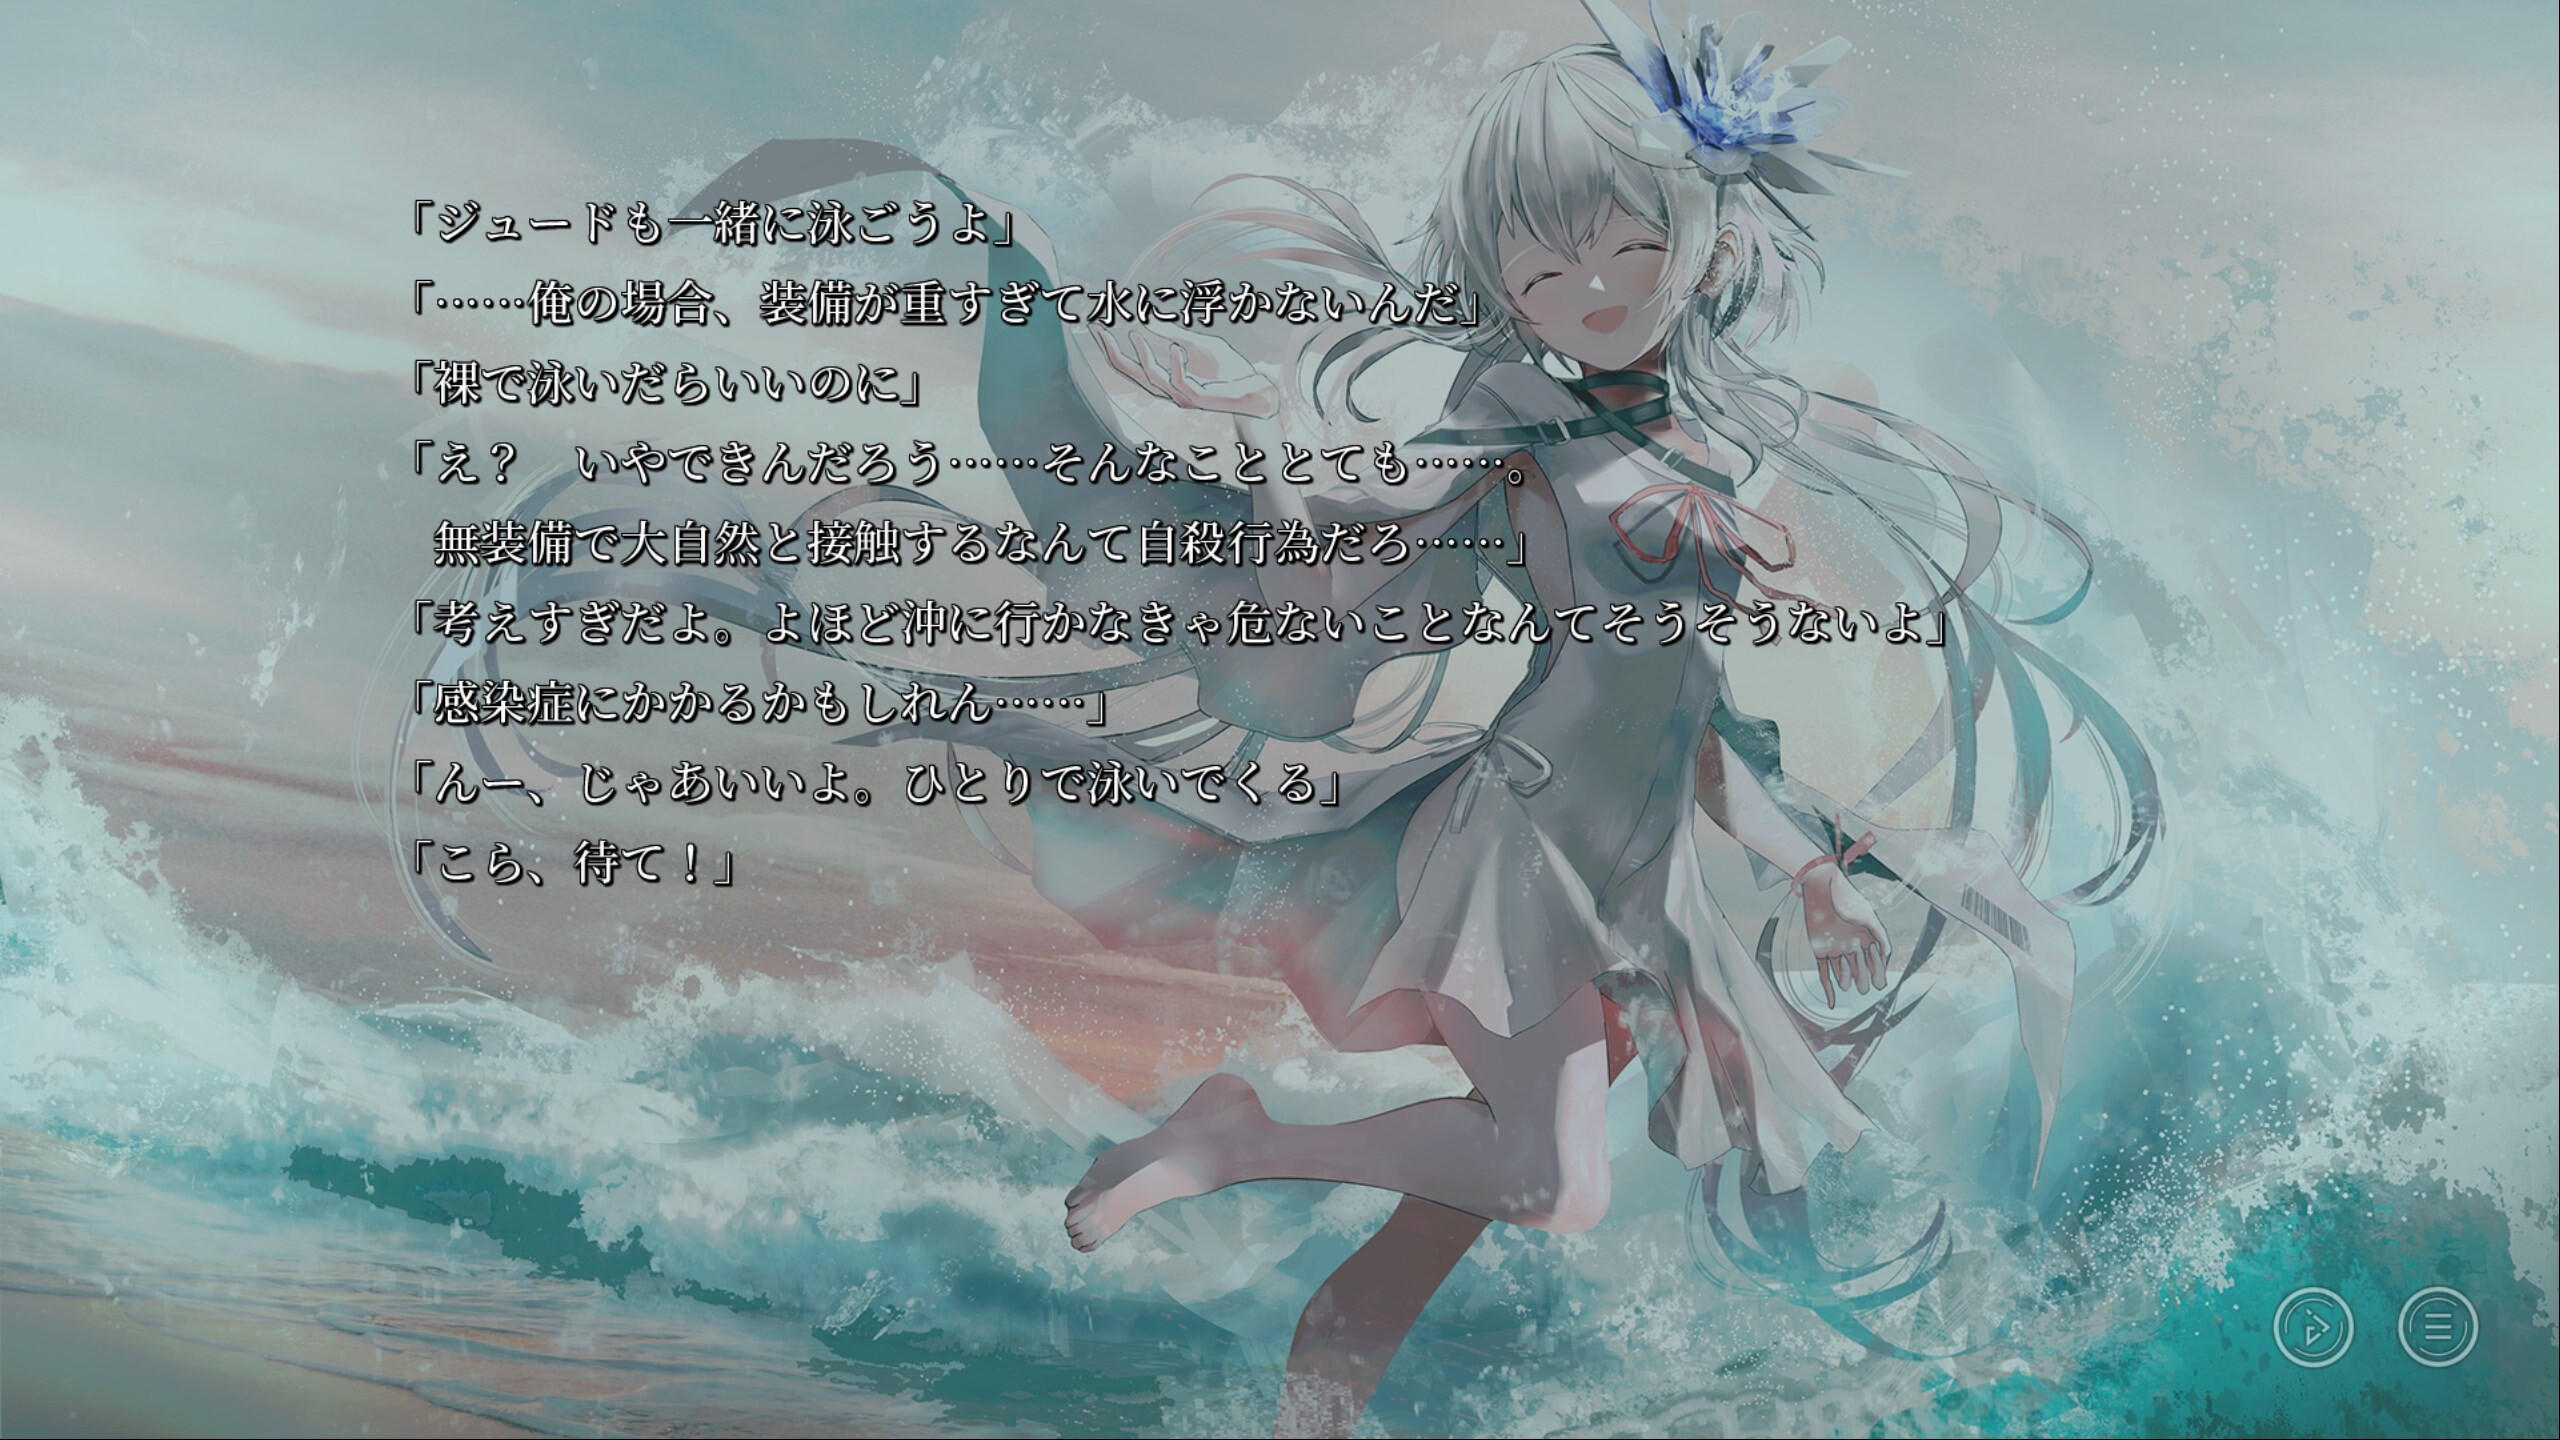 「ジュードも一緒に泳ごうよ」
「……俺の場合、装備が重すぎて水に浮かないんだ」
「裸で泳いだらいいのに」
「え？　いやできんだろう……そんなこととても……。
　無装備で大自然と接触するなんて自殺行為だろ……」
「考えすぎだよ。よほど沖に行かなきゃ危ないことなんてそうそうないよ」
「感染症にかかるかもしれん……」
「んー、じゃあいいよ。ひとりで泳いでくる」
「こら、待て！」